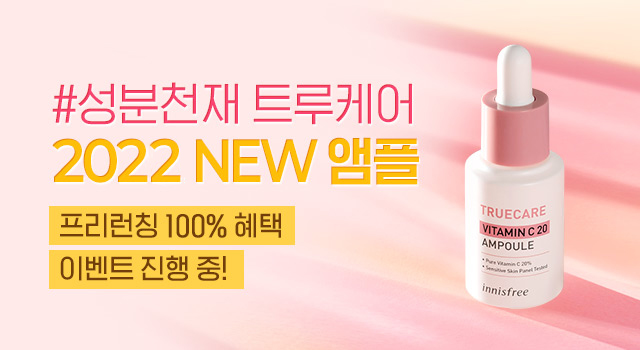 #성분천재 트루케어
2022 NEW 앰플
프리런칭 100% 혜택
이벤트 진행 중!
TRUECARE
VITAMIN C 20
AMPOULE
• Pure Vitamin C 20%
• Sensitive Skin Panel Tested
innisfree